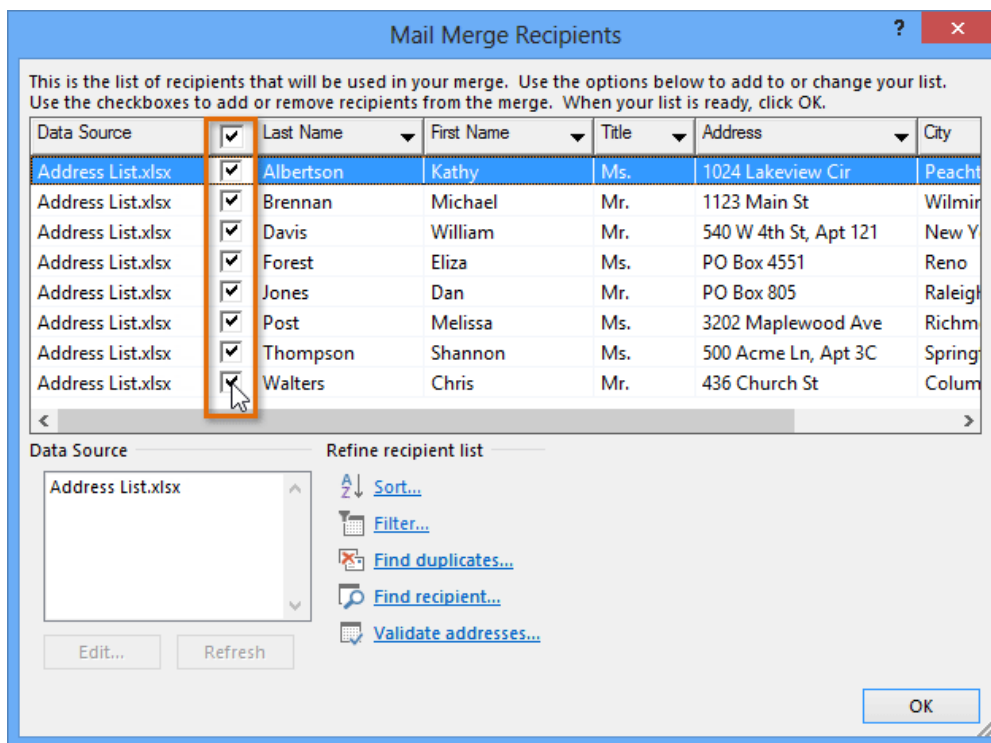 Mail Merge Recipients
?
This is the list of recipients that will be used in your merge. Use the options below to add to or change your list.
Use the checkboxes to add or remove recipients from the merge. When your list is ready, click OK.
Data Source Last Name First Name Title Address City
Address List.xlsx Albertson Kathy Ms. 1024 Lakeview Cir Peacht
Address List.xlsx Brennan Michael Mr. 1123 Main St Wilmin
Address List.xlsx Davis William Mr. 540 W 4th St, Apt 121 New Y
Address List.xlsx Forest Eliza Ms. PO Box 4551 Reno
Address List.xlsx Jones Dan Mr. PO Box 805 Raleigh
Address List.xlsx Post Melissa Ms. 3202 Maplewood Ave Richm
Address List.xlsx Thompson Shannon Ms. 500 Acme Ln, Apt 3C Spring
Address List.xlsx Walters Chris Mr. 436 Church St Colum
Data Source Refine recipient list
Address List.xlsx
Sort...
Filter...
Find duplicates...
Find recipient...
Validate addresses...
Edit... Refresh
OK